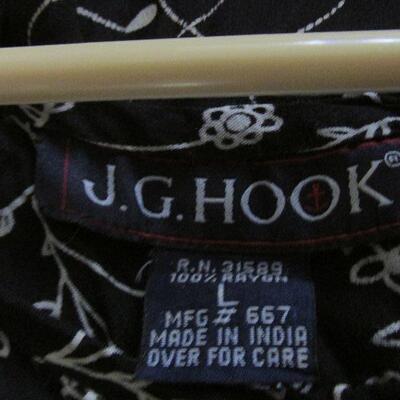 J.G. HOOK®
R.N. 31589
100% RAYON
L
MFG # 667
MADE IN INDIA
OVER FOR CARE